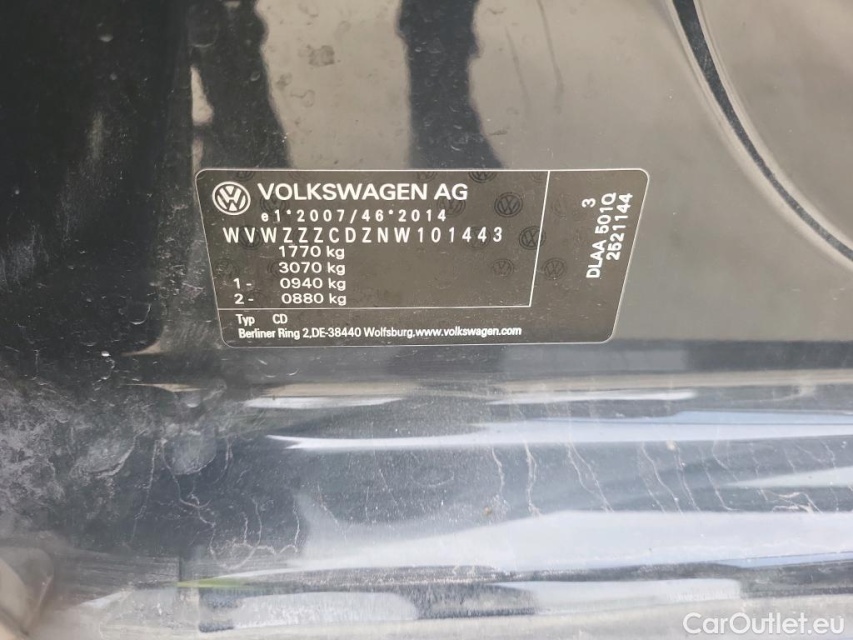 VOLKSWAGEN AG
e1*2007/46*2014
WVWZZZCDZNW101443
1770 kg
3070 kg
1- 0940 kg
2- 0880 kg
Typ CD
Berliner Ring 2,DE-38440 Wolfsburg,www.volkswagen.com
3
DLAA 501Q
2521144
CarOutlet.eu